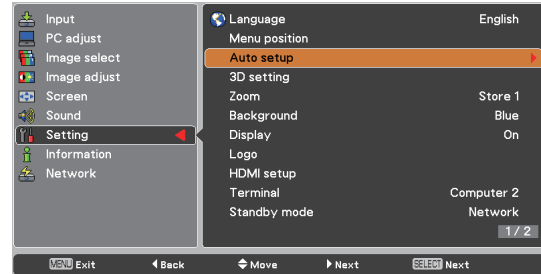 Input
PC adjust
Image select
Image adjust
Screen
Sound
Setting
Information
Network
Language English
Menu position
Auto setup
3D setting
Zoom Store 1
Background Blue
Display On
Logo
HDMI setup
Terminal Computer 2
Standby mode Network
1 / 2
MENU Exit Back Move Next SELECT Next